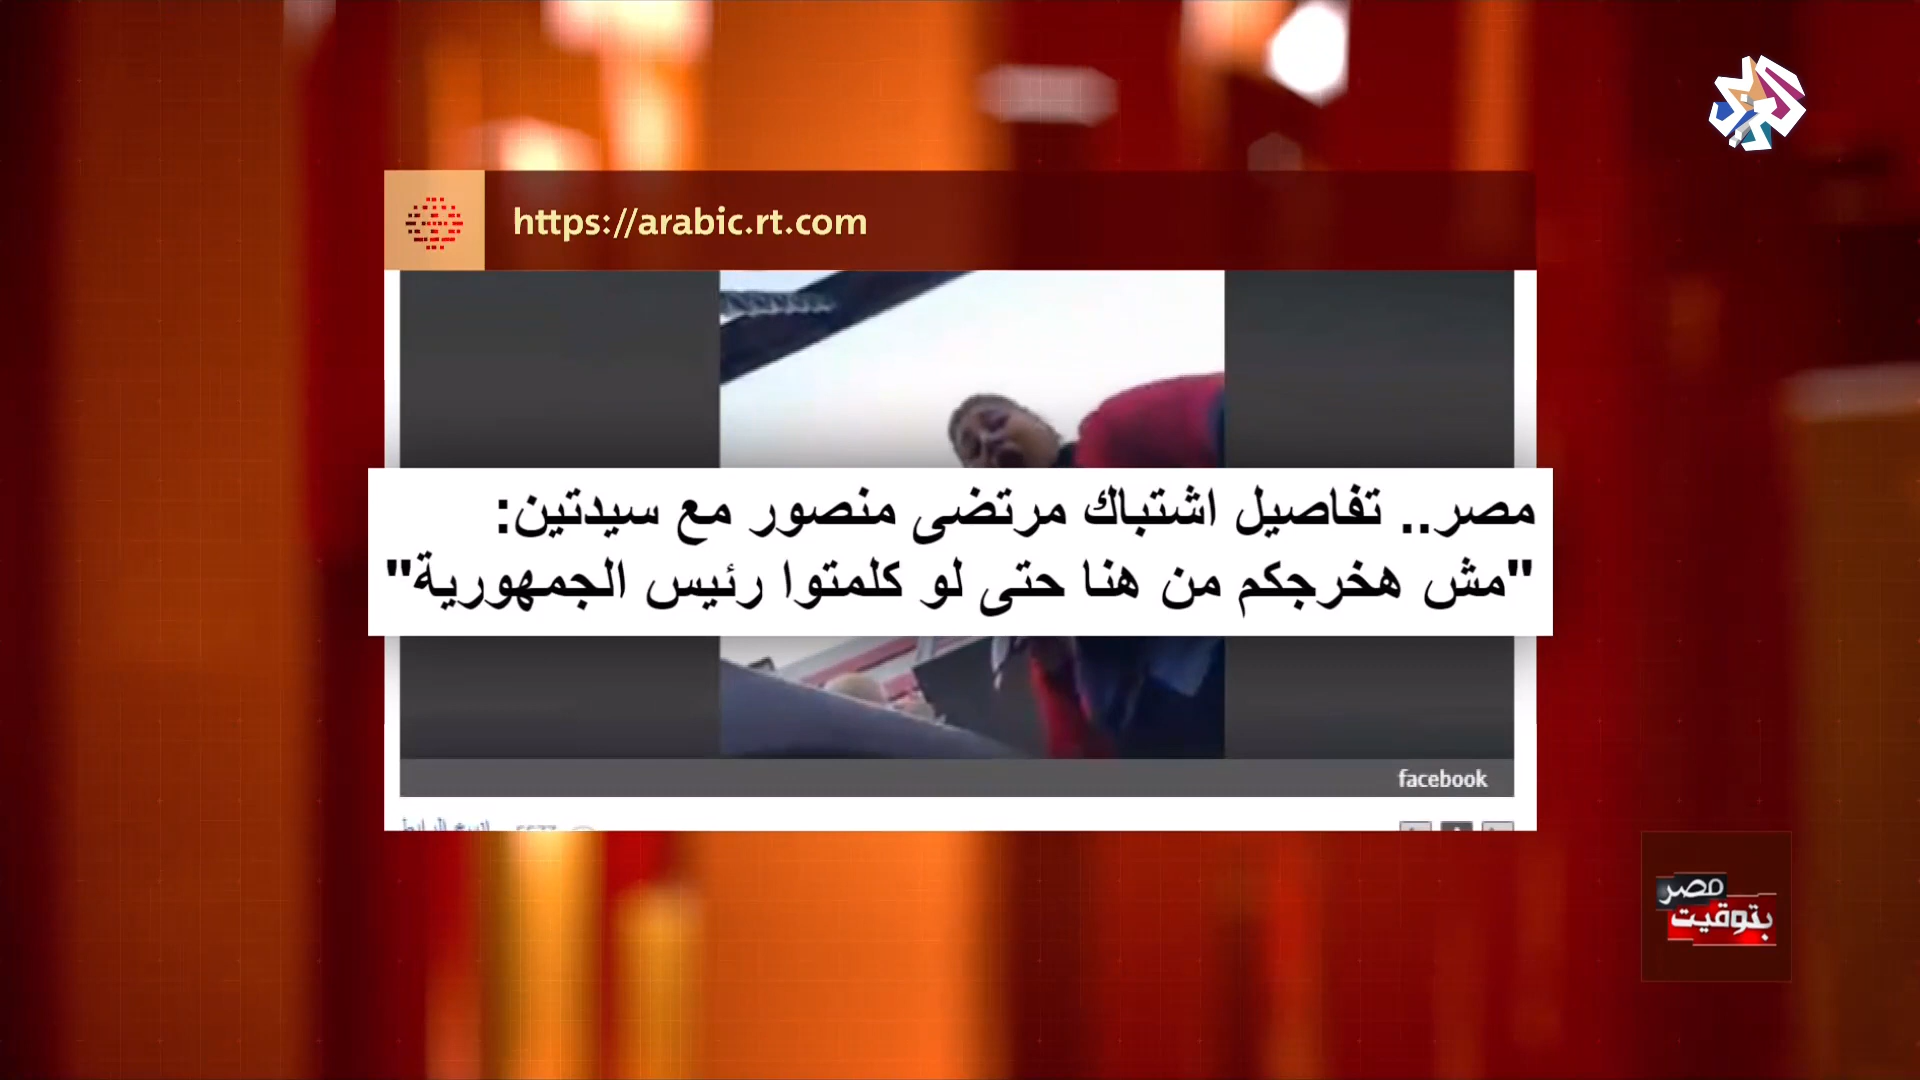 https://arabic.rt.com
مصر.. تفاصيل اشتباك مرتضى منصور مع سيدتين:
"مش هخرجكم من هنا حتى لو كلمتوا رئيس الجمهورية"
facebook
مصر
بتوقيت